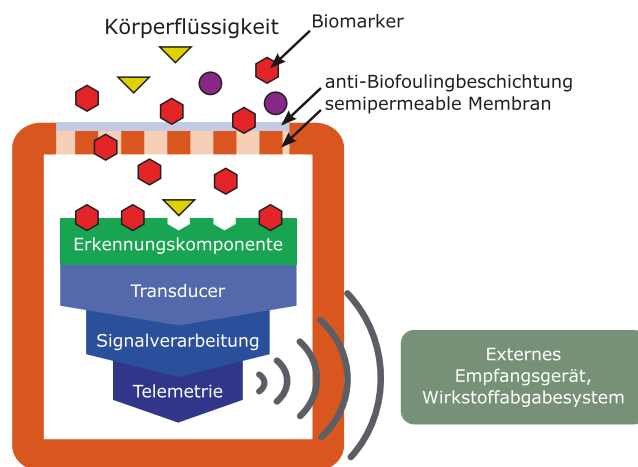 Körperflüssigkeit
Biomarker
anti-Biofoulingbeschichtung
semipermeable Membran
Erkennungskomponente
Transducer
Signalverarbeitung
Telemetrie
Externes
Empfangsgerät,
Wirkstoffabgabesystem